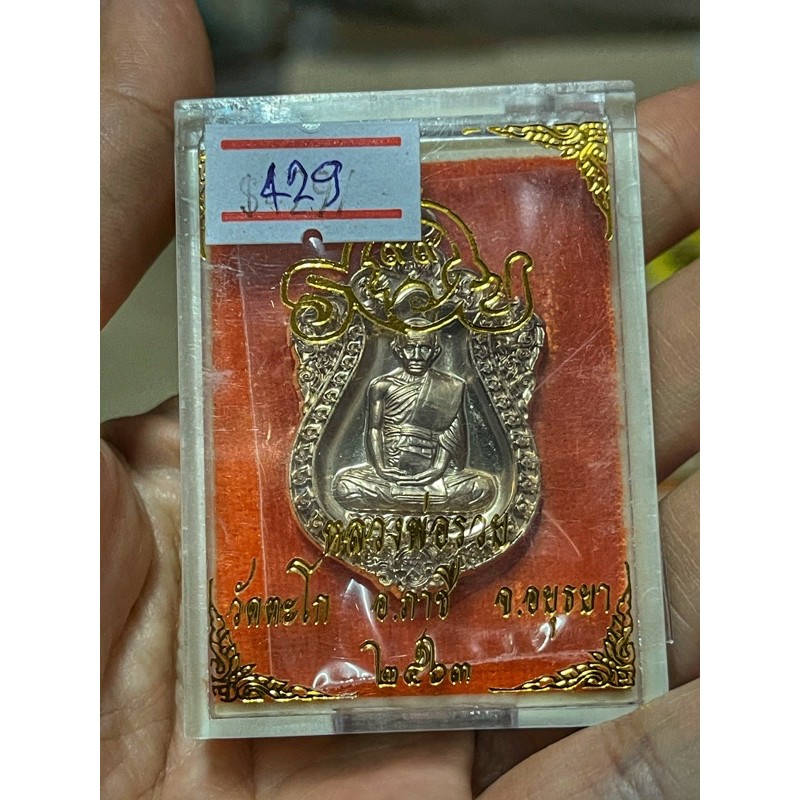 $429
หลวงพ่อรวย
วัดตะโก อ.ภาชี จ.อยุธยา
๒๕๖๓